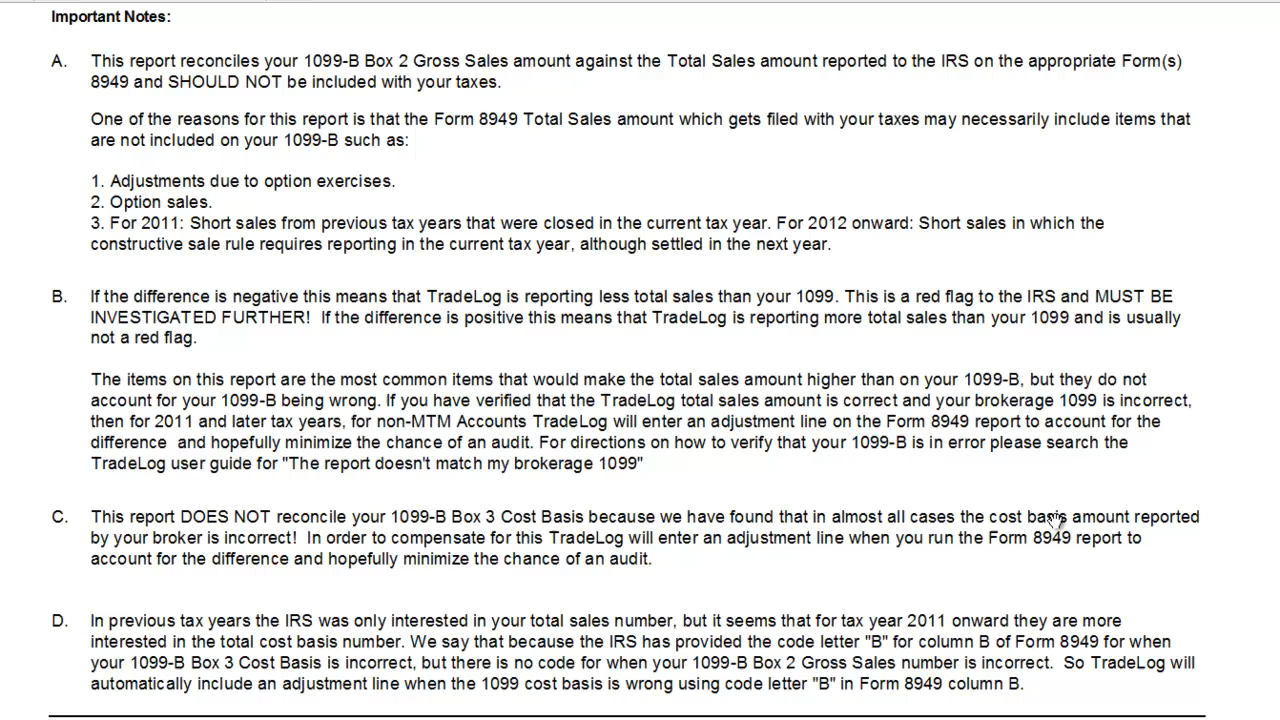 Important Notes:
A. This report reconciles your 1099-B Box 2 Gross Sales amount against the Total Sales amount reported to the IRS on the appropriate Form(s)
8949 and SHOULD NOT be included with your taxes.
One of the reasons for this report is that the Form 8949 Total Sales amount which gets filed with your taxes may necessarily include items that
are not included on your 1099-B such as:
1. Adjustments due to option exercises.
2. Option sales.
3. For 2011: Short sales from previous tax years that were closed in the current tax year. For 2012 onward: Short sales in which the
constructive sale rule requires reporting in the current tax year, although settled in the next year.
B. If the difference is negative this means that TradeLog is reporting less total sales than your 1099. This is a red flag to the IRS and MUST BE
INVESTIGATED FURTHER! If the difference is positive this means that TradeLog is reporting more total sales than your 1099 and is usually
not a red flag.
The items on this report are the most common items that would make the total sales amount higher than on your 1099-B, but they do not
account for your 1099-B being wrong. If you have verified that the TradeLog total sales amount is correct and your brokerage 1099 is incorrect,
then for 2011 and later tax years, for non-MTM Accounts TradeLog will enter an adjustment line on the Form 8949 report to account for the
difference and hopefully minimize the chance of an audit. For directions on how to verify that your 1099-B is in error please search the
TradeLog user guide for "The report doesn't match my brokerage 1099"
C. This report DOES NOT reconcile your 1099-B Box 3 Cost Basis because we have found that in almost all cases the cost basis amount reported
by your broker is incorrect! In order to compensate for this TradeLog will enter an adjustment line when you run the Form 8949 report to
account for the difference and hopefully minimize the chance of an audit.
D. In previous tax years the IRS was only interested in your total sales number, but it seems that for tax year 2011 onward they are more
interested in the total cost basis number. We say that because the IRS has provided the code letter "B" for column B of Form 8949 for when
your 1099-B Box 3 Cost Basis is incorrect, but there is no code for when your 1099-B Box 2 Gross Sales number is incorrect. So TradeLog will
automatically include an adjustment line when the 1099 cost basis is wrong using code letter "B" in Form 8949 column B.